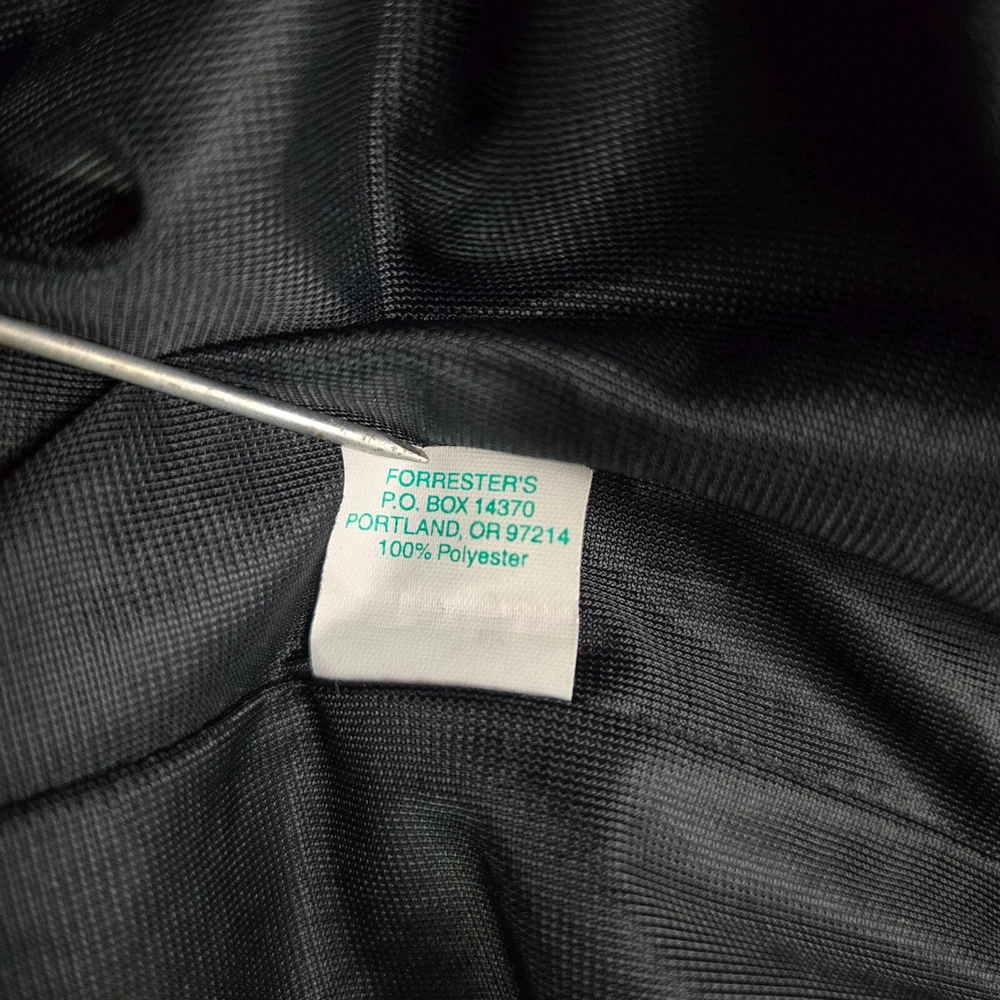 FORRESTER'S
P.O. BOX 14370
PORTLAND, OR 97214
100% Polyester